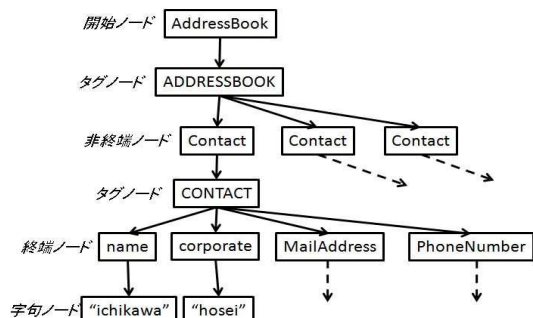 開始ノード AddressBook
タグノード ADDRESSBOOK
非終端ノード Contact Contact Contact
タグノード CONTACT
終端ノード name corporate MailAddress PhoneNumber
字句ノード "ichikawa" "hosei"